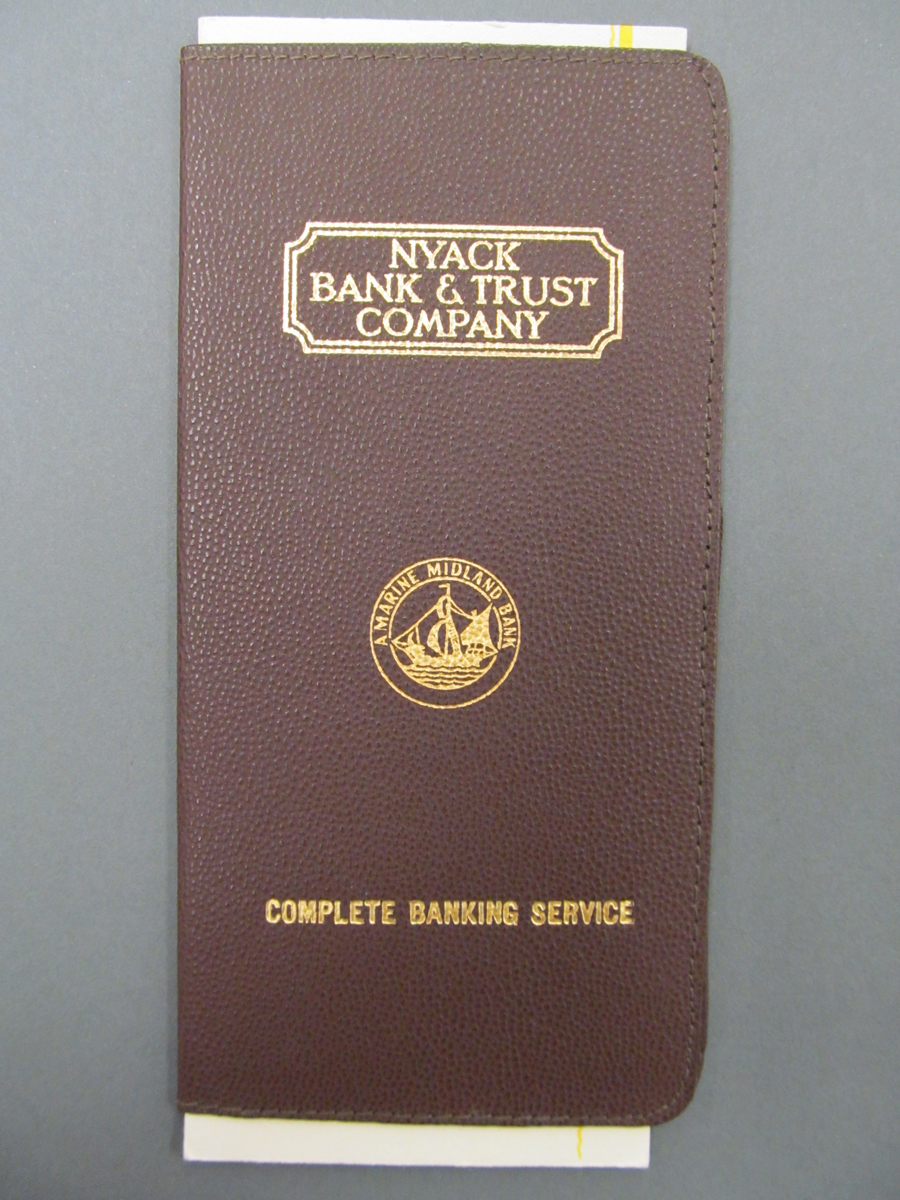 NYACK
BANK & TRUST
COMPANY
A MARINE MIDLAND BANK
COMPLETE BANKING SERVICE